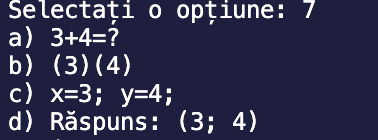 Selectați o opțiune: 7
a) 3+4=?
b) (3)(4)
c) x=3; y=4;
d) Răspuns: (3; 4)